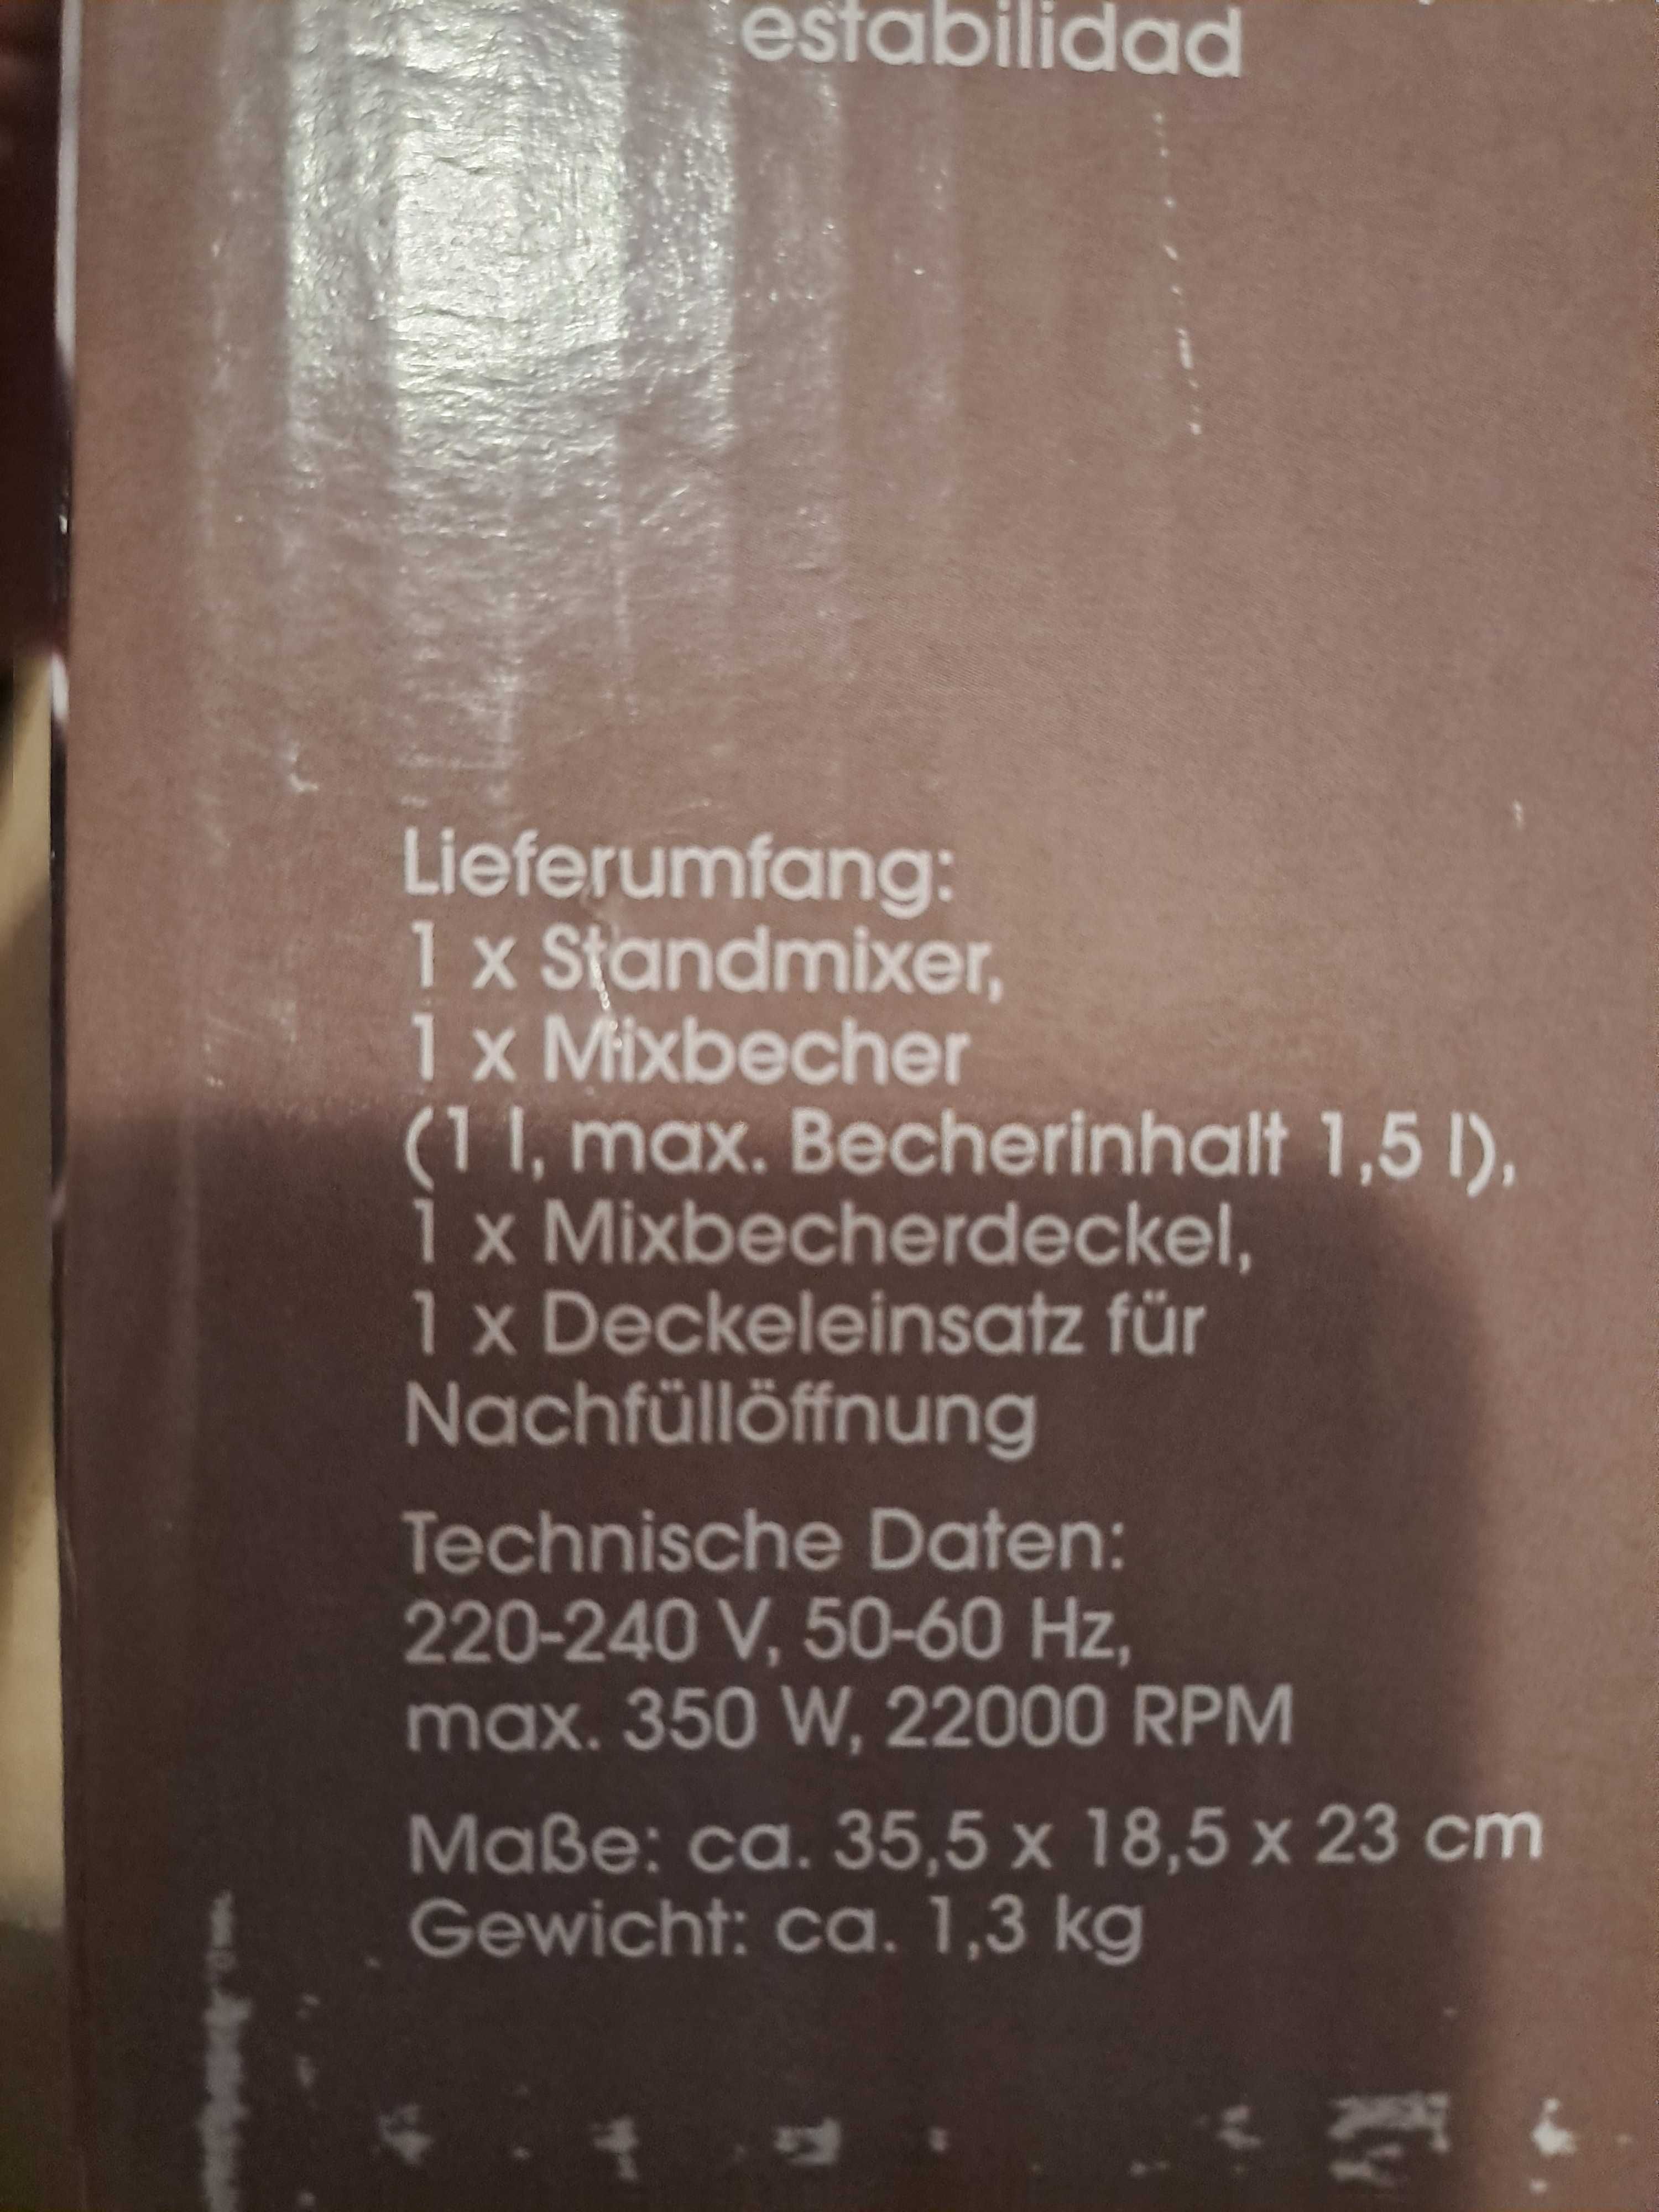 estabilidad
Lieferumfang:
1 x Standmixer,
1 x Mixbecher
(1 l, max. Becherinhalt 1,5 l),
1 x Mixbecherdeckel,
1 x Deckeleinsatz für
Nachfüllöffnung
Technische Daten:
220-240 V, 50-60 Hz,
max. 350 W, 22000 RPM
Maße: ca. 35,5 x 18,5 x 23 cm
Gewicht: ca. 1,3 kg